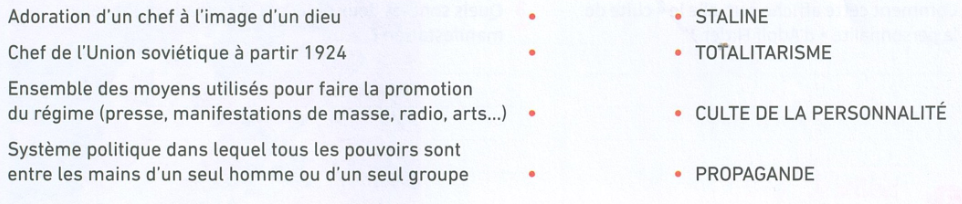 Adoration d'un chef à l'image d'un dieu • • STALINE
Chef de l'Union soviétique à partir 1924 • • TOTALITARISME
Ensemble des moyens utilisés pour faire la promotion
du régime (presse, manifestations de masse, radio, arts...) • • CULTE DE LA PERSONNALITÉ
Système politique dans lequel tous les pouvoirs sont
entre les mains d'un seul homme ou d'un seul groupe • • PROPAGANDE